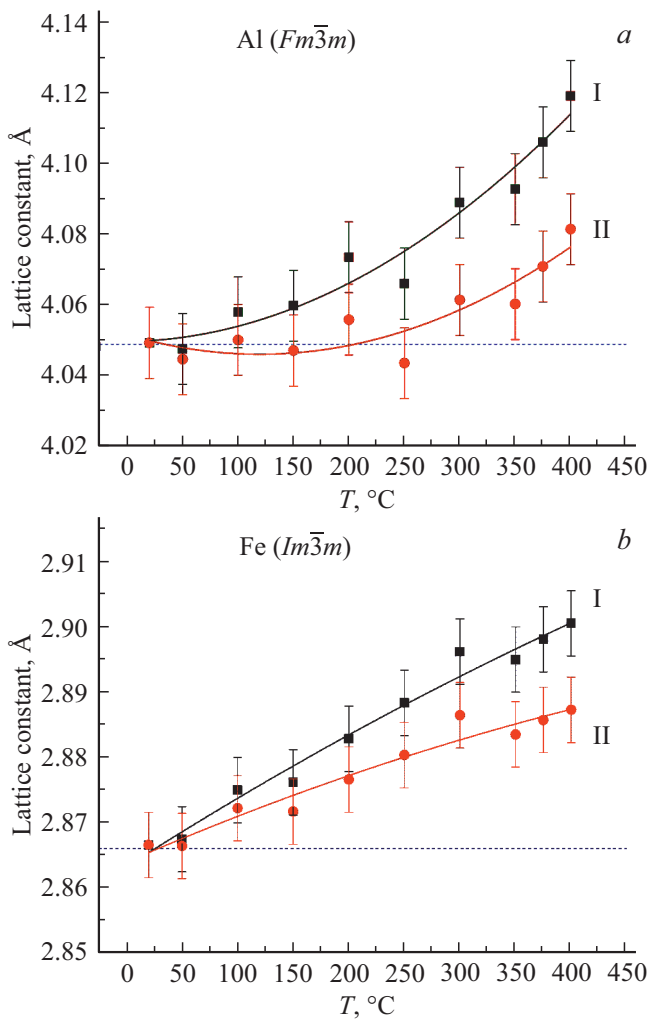 4.14
Al (Fm3̅m)
a
4.12
I
4.10
4.08
II
4.06
4.04
4.02
Lattice constant, Å
0 50 100 150 200 250 300 350 400 450
T, °C
Fe (Im3̅m)
b
2.91
I
2.90
2.89
2.88
II
2.87
2.86
2.85
Lattice constant, Å
0 50 100 150 200 250 300 350 400 450
T, °C